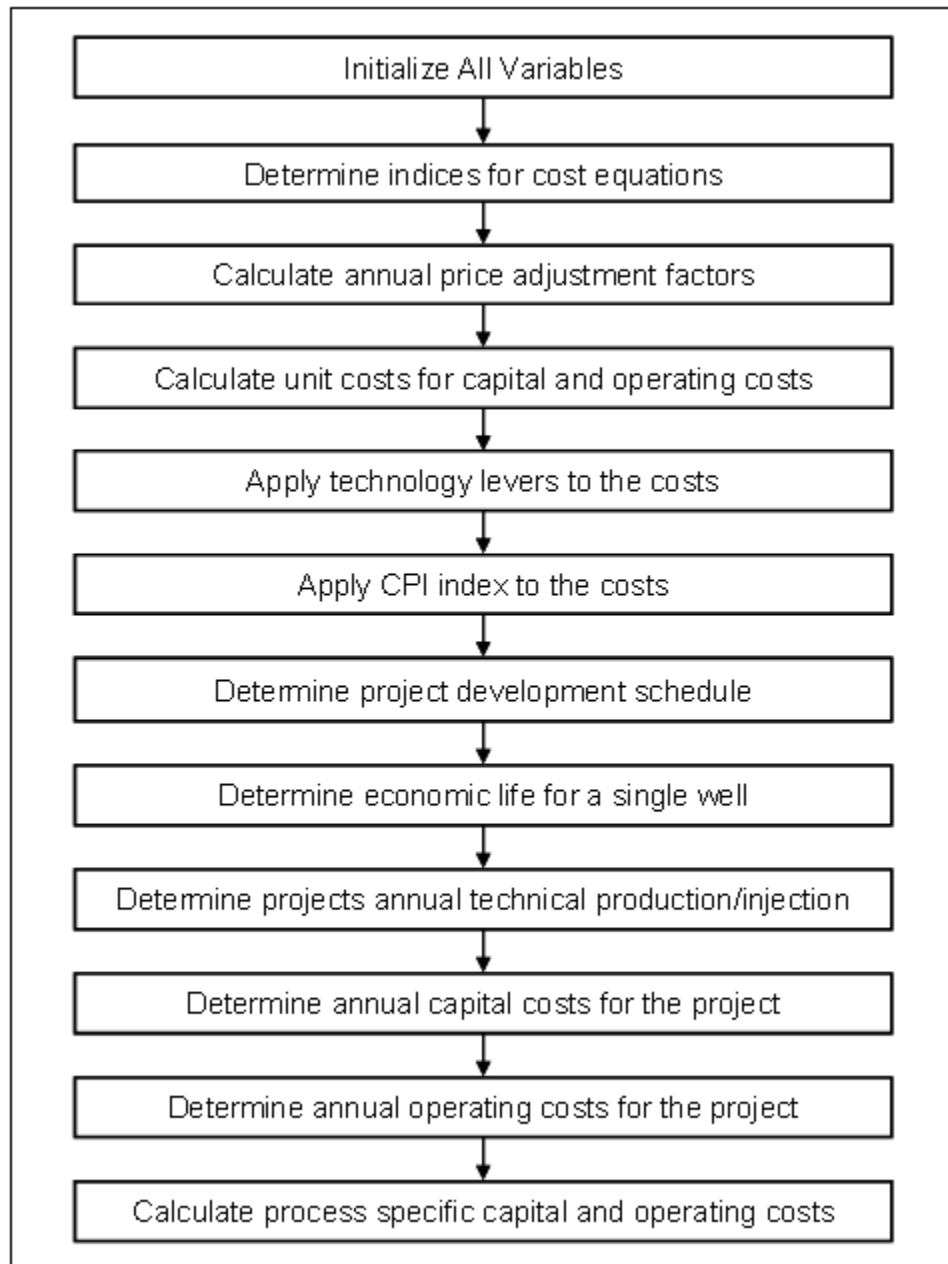 Initialize All Variables
Determine indices for cost equations
Calculate annual price adjustment factors
Calculate unit costs for capital and operating costs
Apply technology levers to the costs
Apply CPI index to the costs
Determine project development schedule
Determine economic life for a single well
Determine projects annual technical production/injection
Determine annual capital costs for the project
Determine annual operating costs for the project
Calculate process specific capital and operating costs